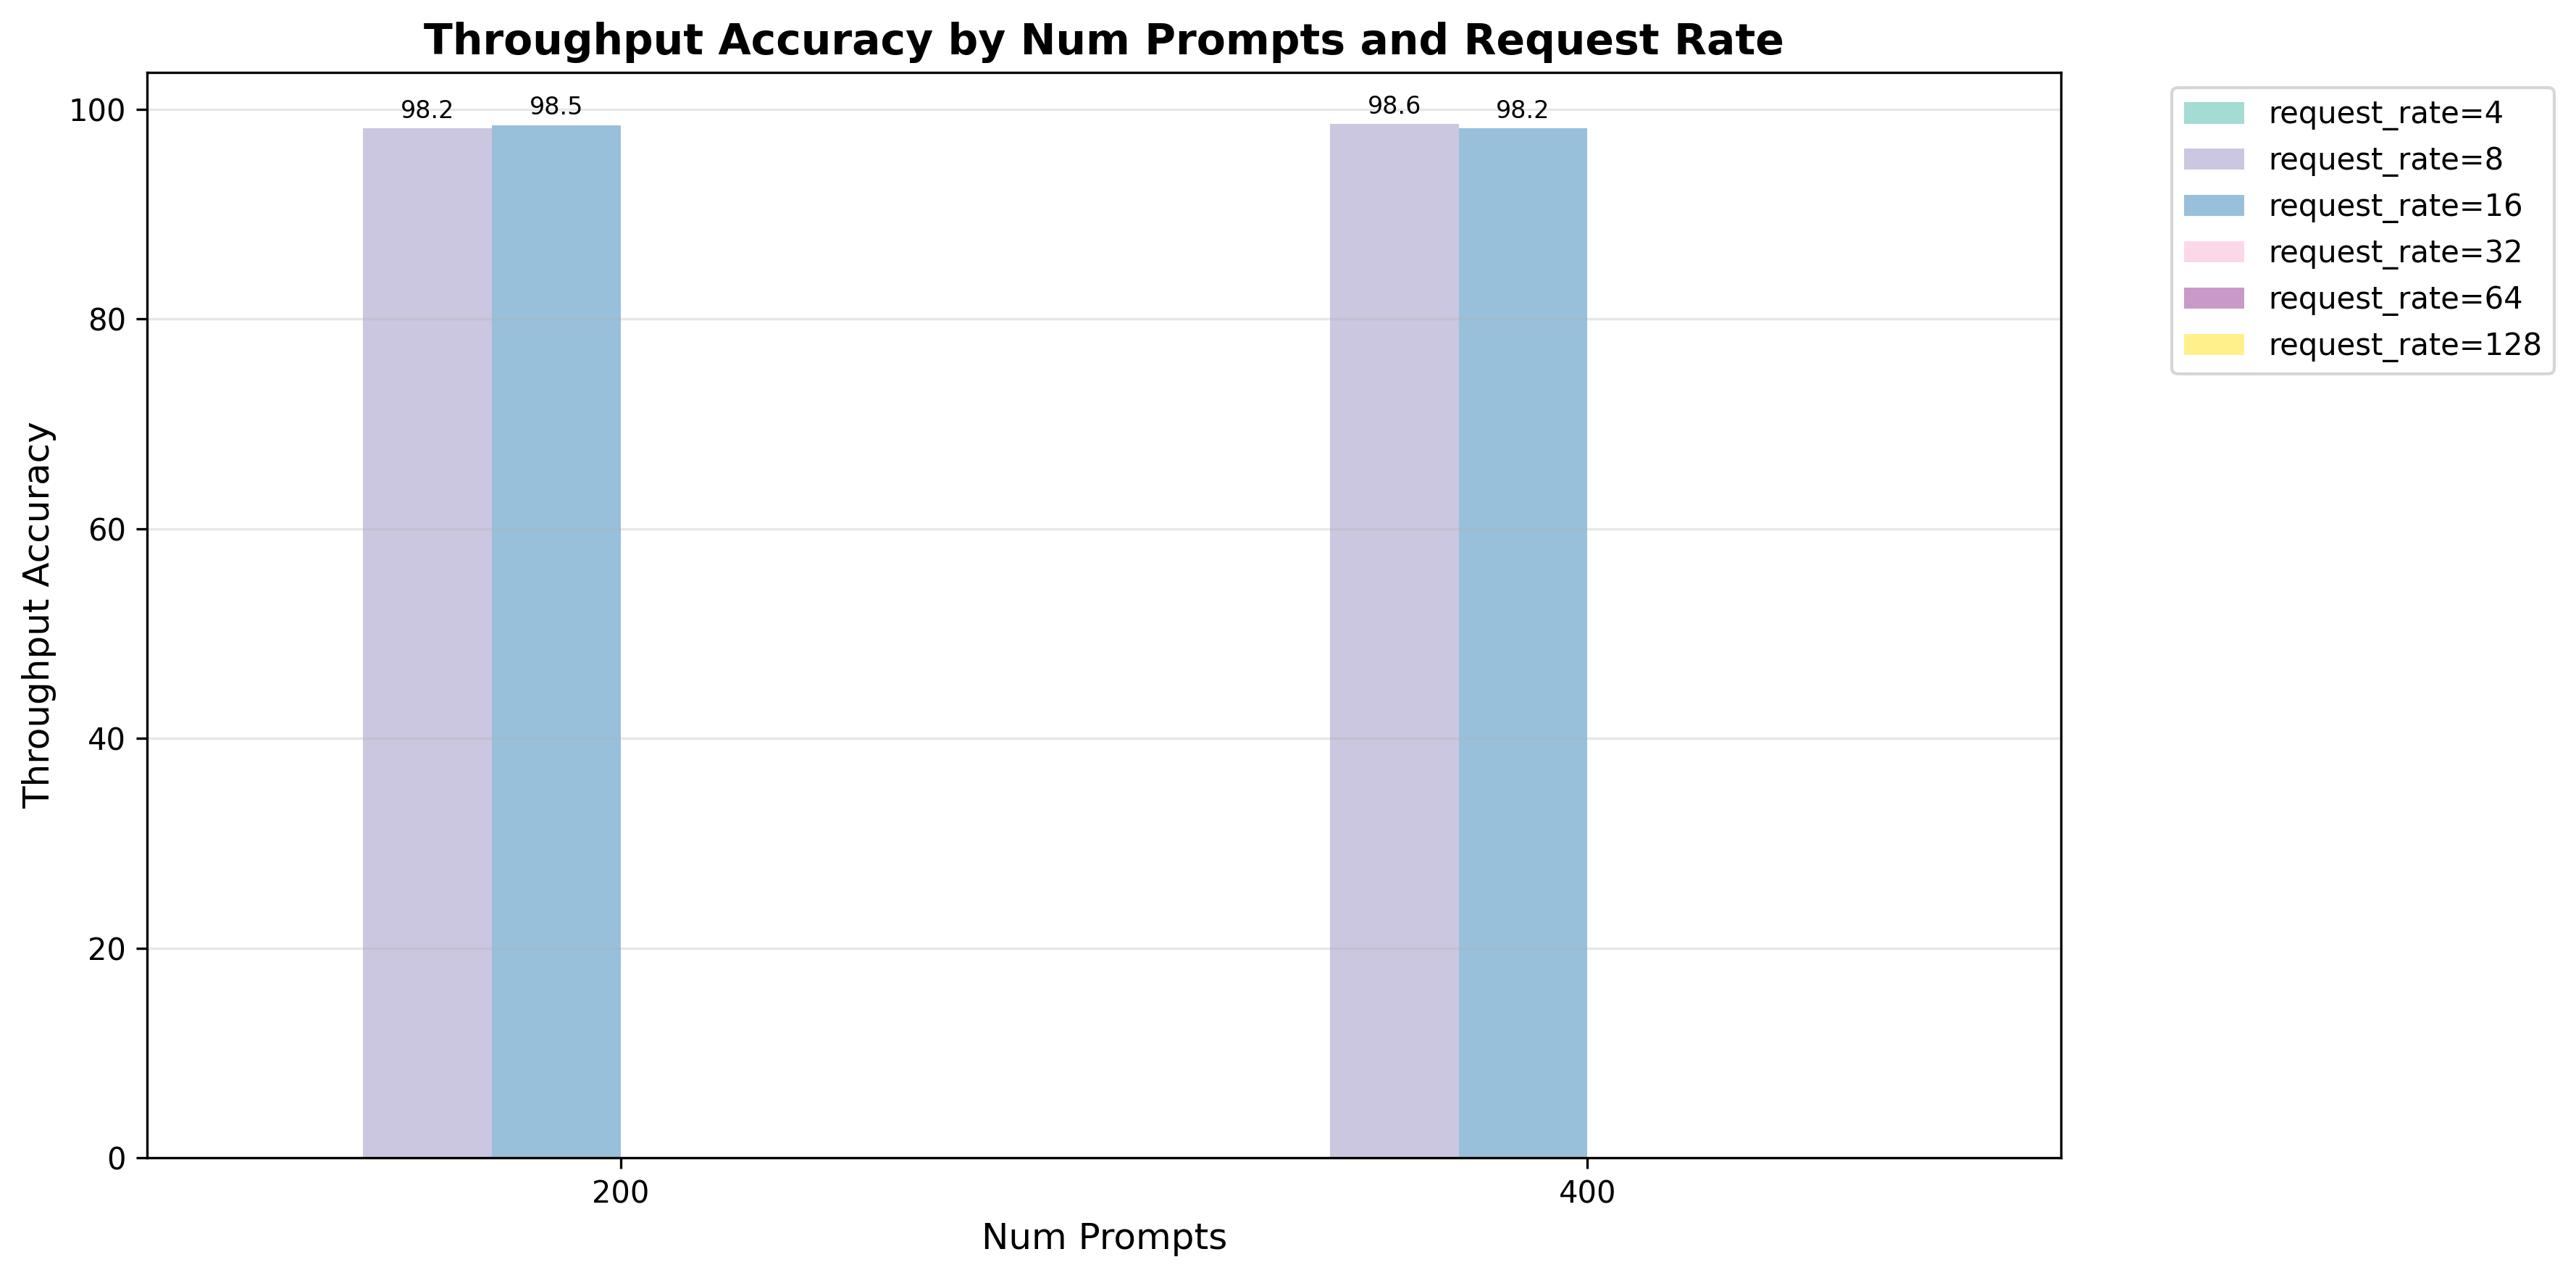 Throughput Accuracy by Num Prompts and Request Rate
Throughput Accuracy
100
80
60
40
20
0
98.2
98.5
98.6
98.2
200
400
Num Prompts
request_rate=4
request_rate=8
request_rate=16
request_rate=32
request_rate=64
request_rate=128